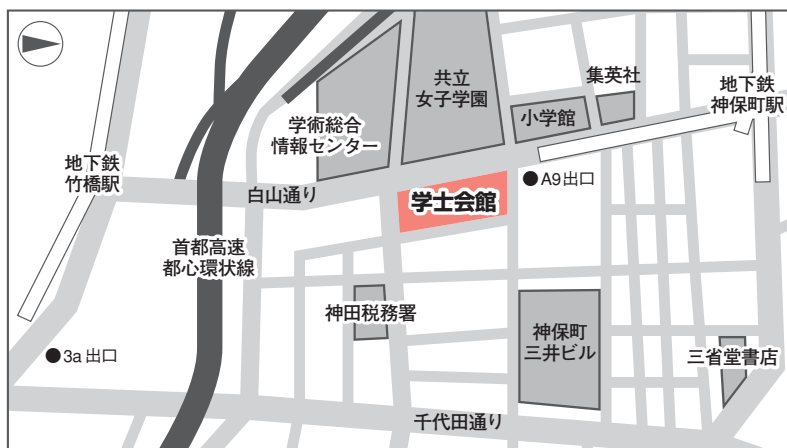 共立
女子学園
集英社
地下鉄
神保町駅
小学館
学術総合
情報センター
地下鉄
竹橋駅
白山通り
学士会館
●A9出口
首都高速
都心環状線
神田税務署
神保町
三井ビル
三省堂書店
●3a出口
千代田通り